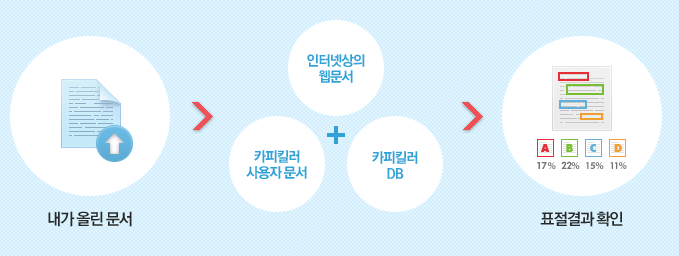 인터넷상의
웹문서
카피킬러
사용자 문서
+
카피킬러
DB
A B C D
17% 22% 15% 11%
내가 올린 문서
표절결과 확인